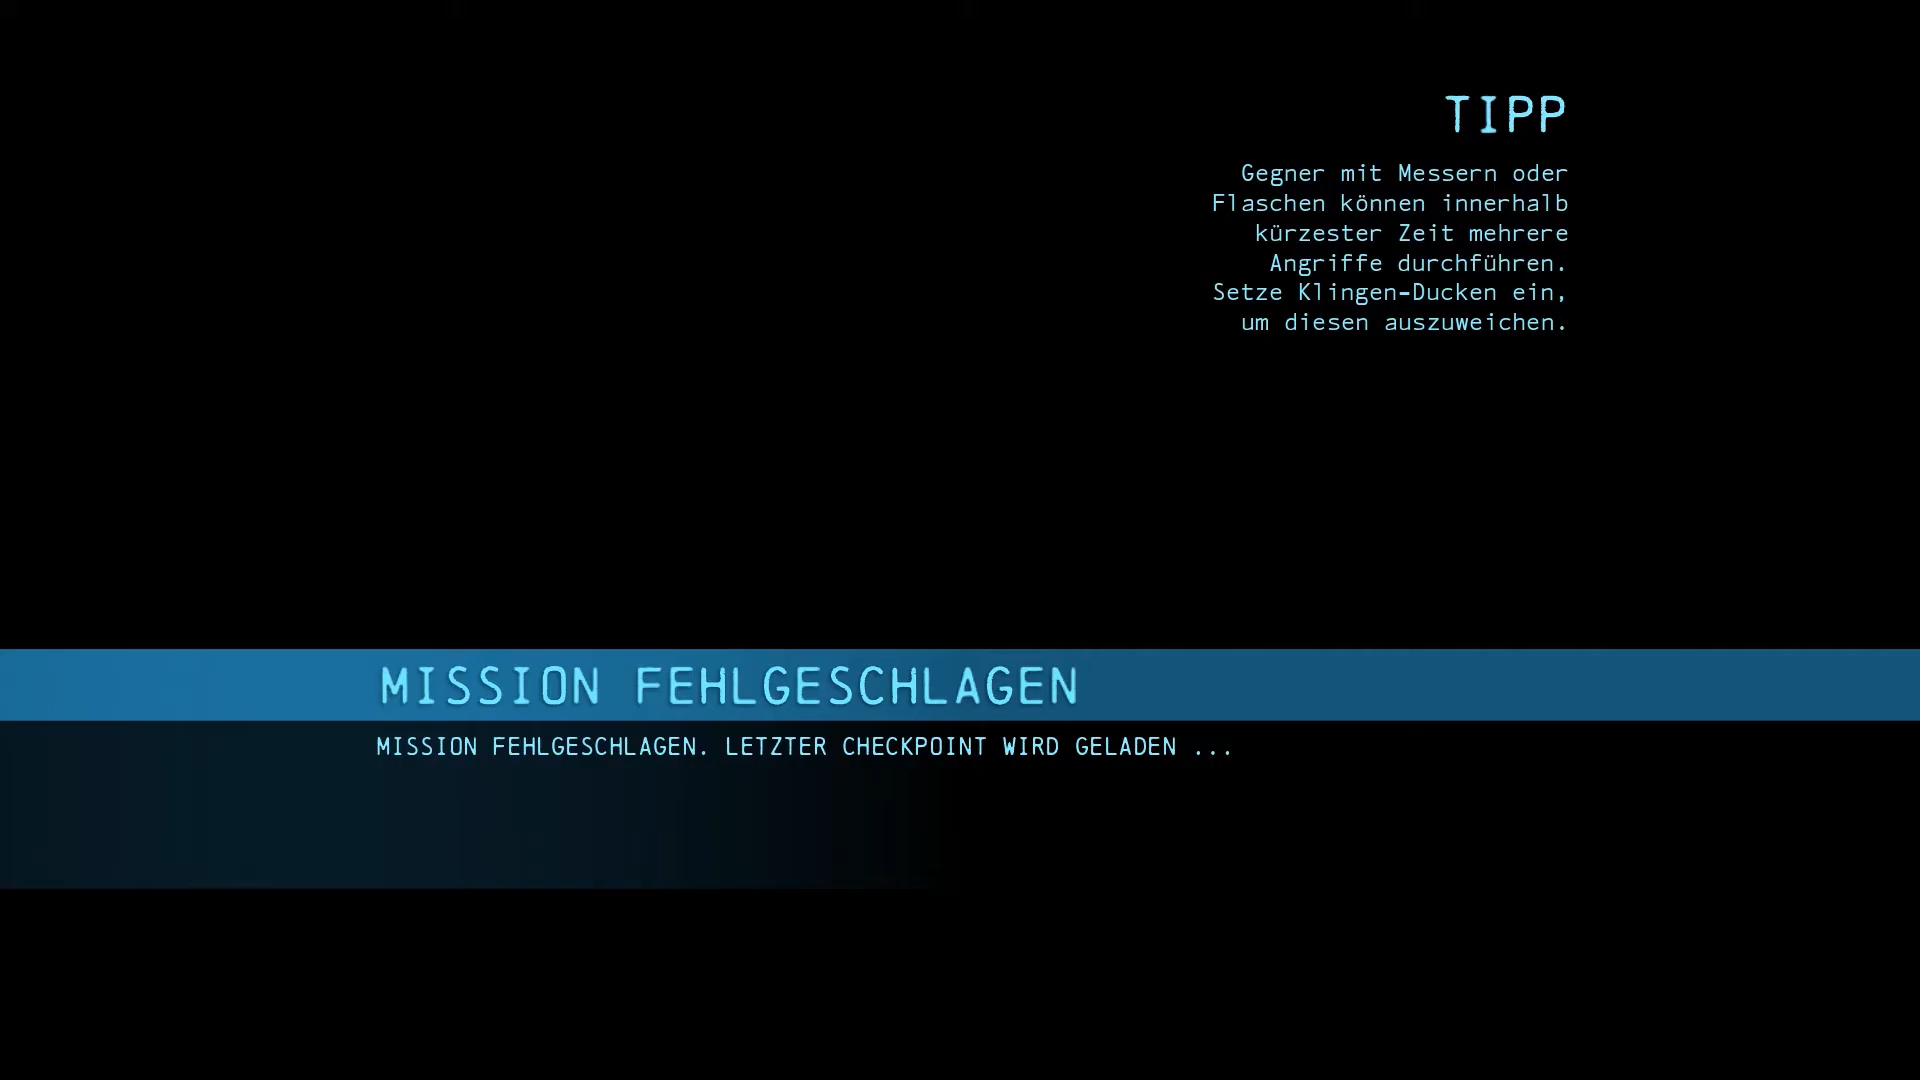 TIPP
Gegner mit Messern oder
Flaschen können innerhalb
kürzester Zeit mehrere
Angriffe durchführen.
Setze Klingen-Ducken ein,
um diesen auszuweichen.
MISSION FEHLGESCHLAGEN
MISSION FEHLGESCHLAGEN. LETZTER CHECKPOINT WIRD GELADEN ...